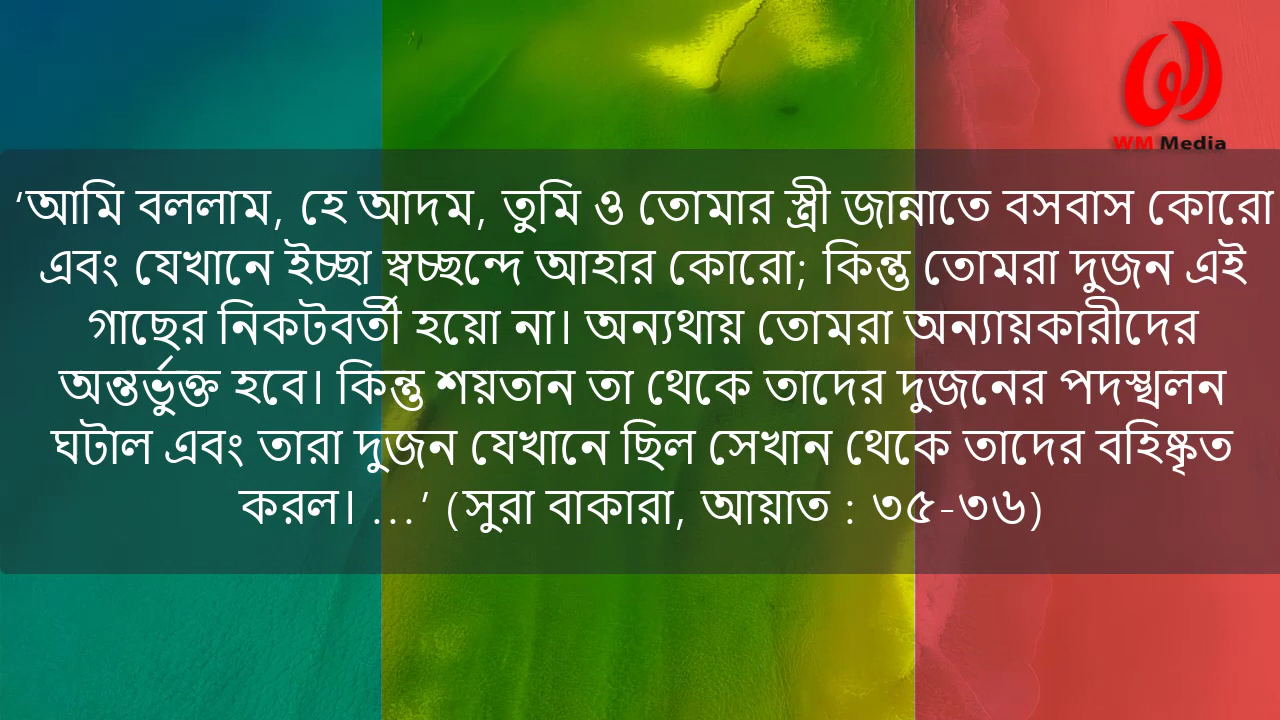 WM Media
‘আমি বললাম, হে আদম, তুমি ও তোমার স্ত্রী জান্নাতে বসবাস কোরো
এবং যেখানে ইচ্ছা স্বচ্ছন্দে আহার কোরো; কিন্তু তোমরা দুজন এই
গাছের নিকটবর্তী হয়ো না। অন্যথায় তোমরা অন্যায়কারীদের
অন্তর্ভুক্ত হবে। কিন্তু শয়তান তা থেকে তাদের দুজনের পদস্খলন
ঘটাল এবং তারা দুজন যেখানে ছিল সেখান থেকে তাদের বহিষ্কৃত
করল। ...’ (সুরা বাকারা, আয়াত : ৩৫-৩৬)